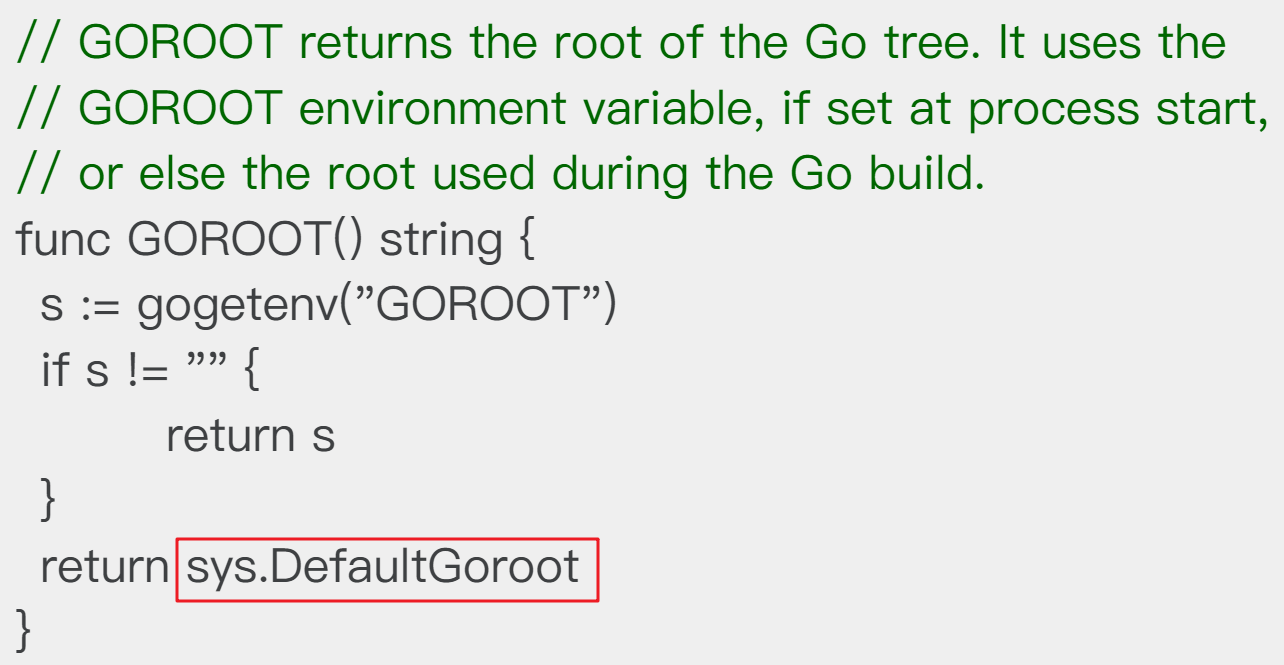 // GOROOT returns the root of the Go tree. It uses the
// GOROOT environment variable, if set at process start,
// or else the root used during the Go build.
func GOROOT() string {
s := gogetenv(”GOROOT”)
if s != ”” {
return s
}
return sys.DefaultGoroot
}